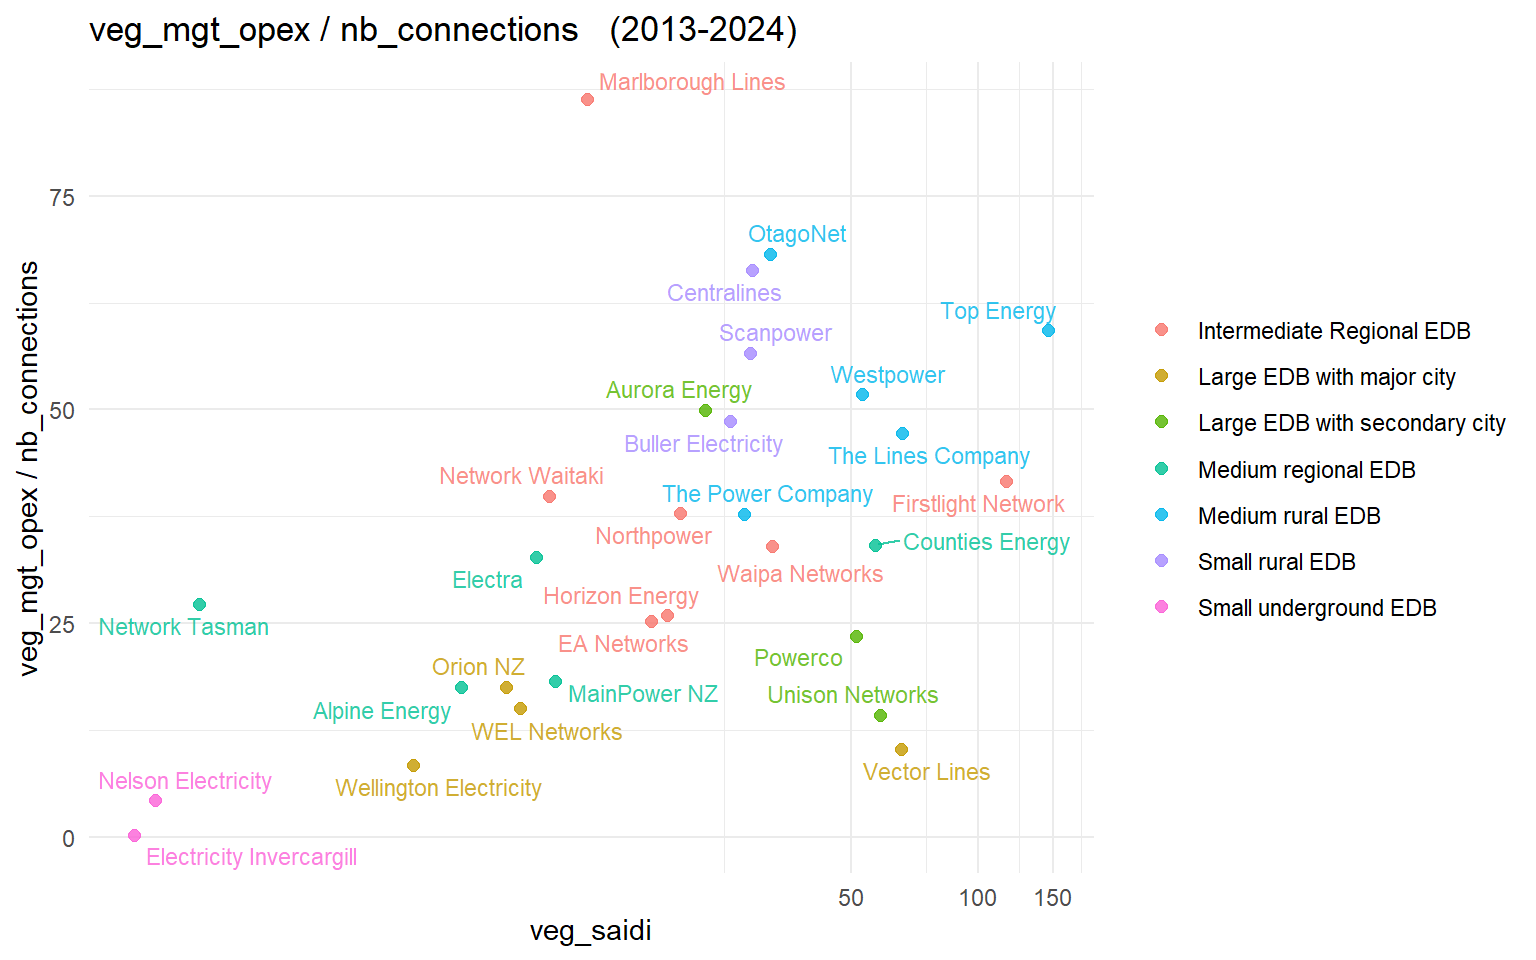 veg_mgt_opex / nb_connections (2013-2024)
Marlborough Lines
75
OtagoNet
Centralines
Top Energy
Scanpower
Westpower
Aurora Energy
50
Buller Electricity
The Lines Company
Network Waitaki
The Power Company
Firstlight Network
Northpower
Counties Energy
Waipa Networks
Electra
Horizon Energy
Network Tasman
25
EA Networks
Powerco
Orion NZ
MainPower NZ
Unison Networks
Alpine Energy
WEL Networks
Vector Lines
Nelson Electricity
Wellington Electricity
0
Electricity Invercargill
50
100
150
veg_saidi
veg_mgt_opex / nb_connections
Intermediate Regional EDB
Large EDB with major city
Large EDB with secondary city
Medium regional EDB
Medium rural EDB
Small rural EDB
Small underground EDB